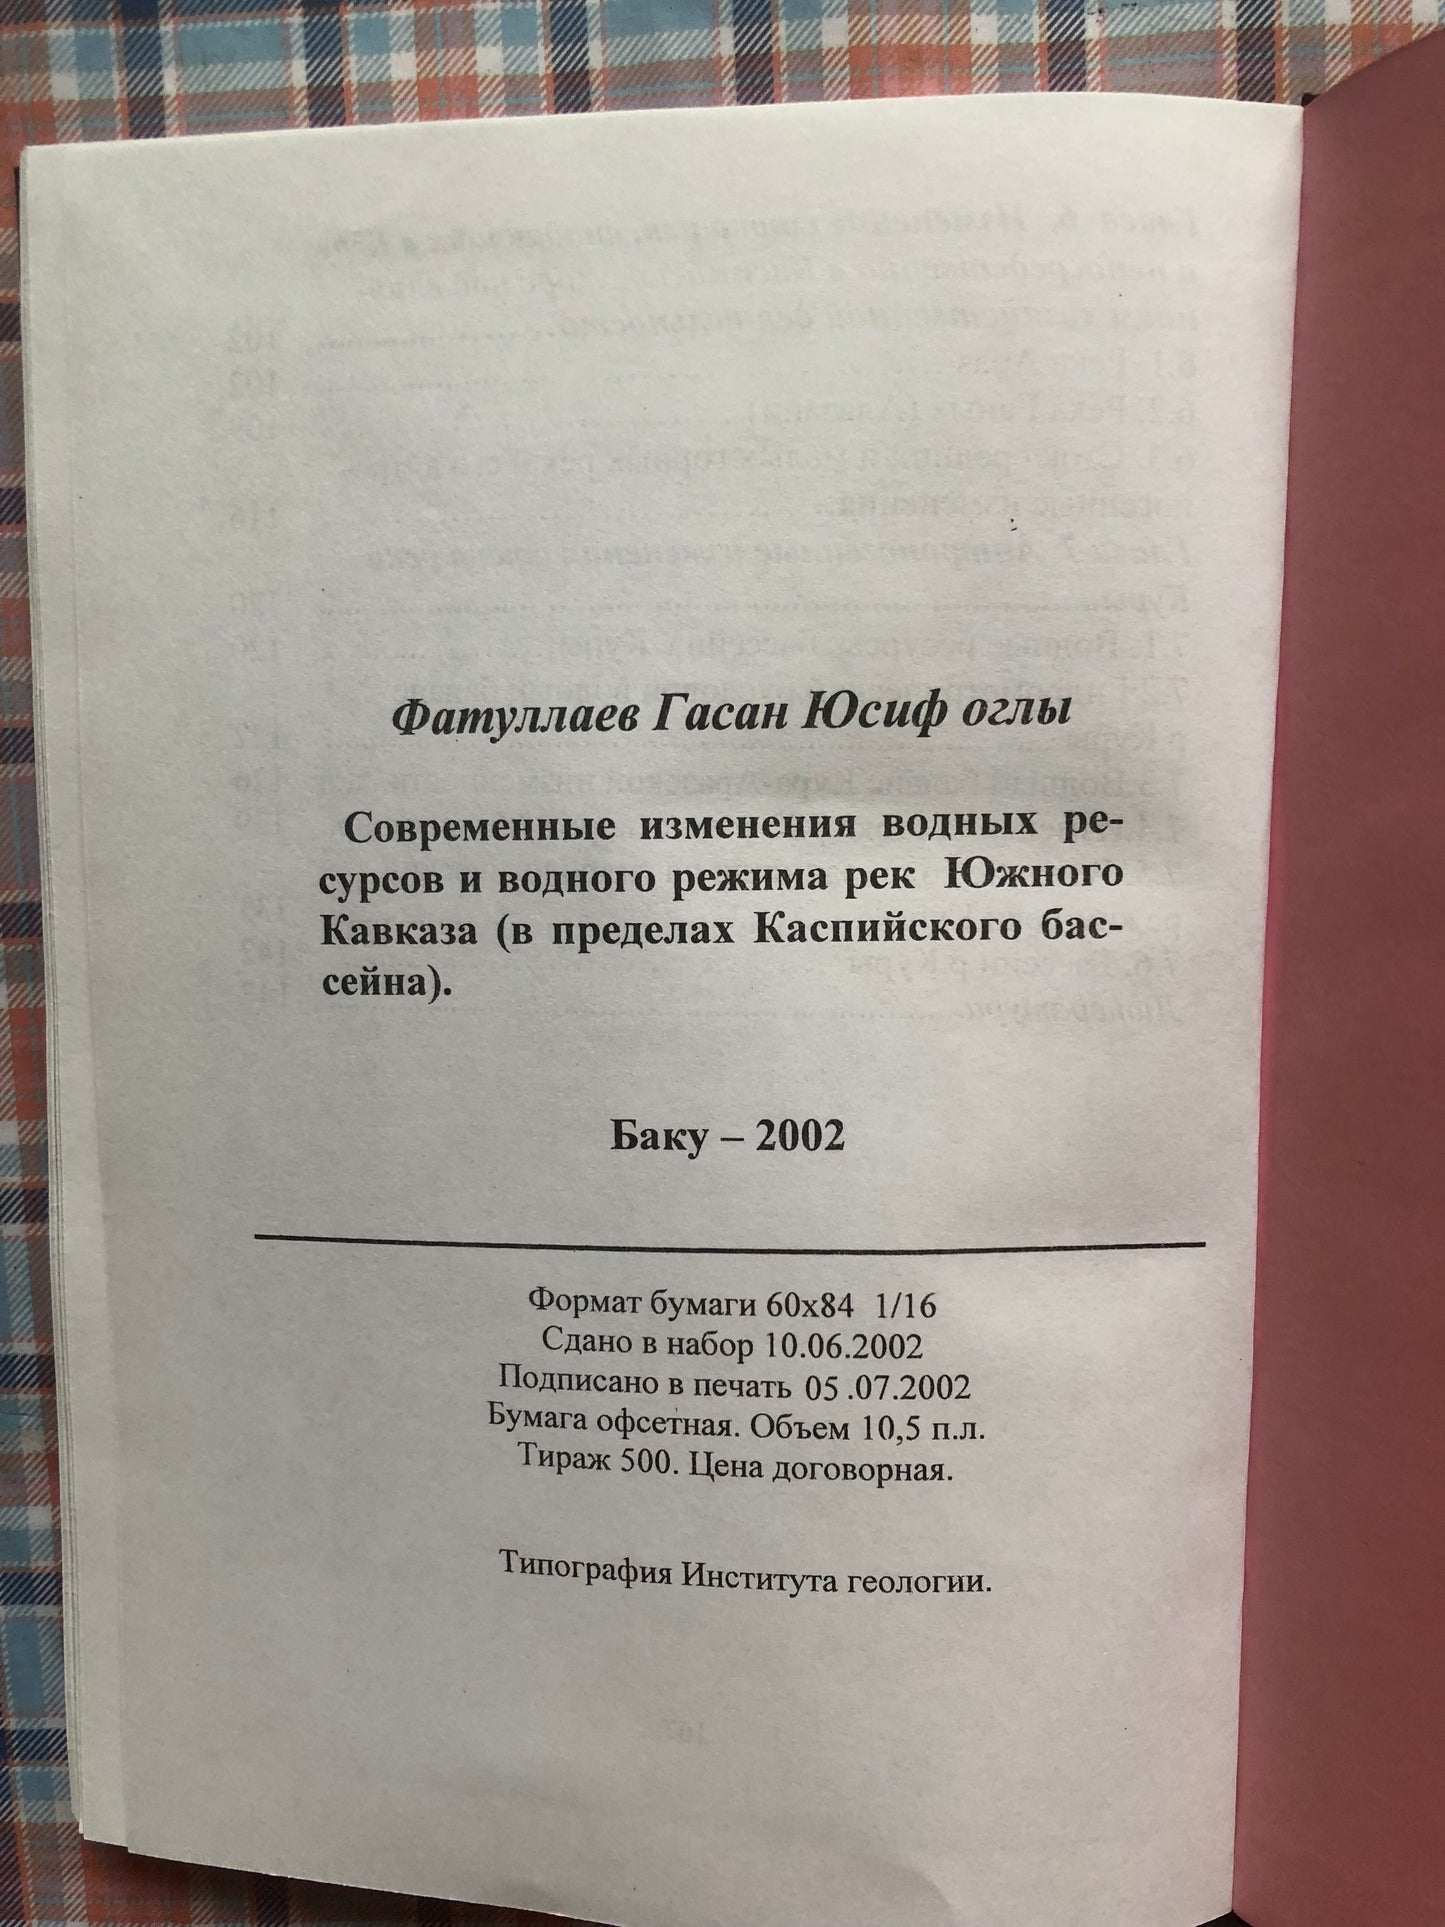 Фатуллаев Гасан Юсиф оглы
Современные изменения водных ре-
сурсов и водного режима рек Южного
Кавказа (в пределах Каспийского бас-
сейна).
Баку – 2002
Формат бумаги 60х84 1/16
Сдано в набор 10.06.2002
Подписано в печать 05 .07.2002
Бумага офсетная. Объем 10,5 п.л.
Тираж 500. Цена договорная.
Типография Института геологии.